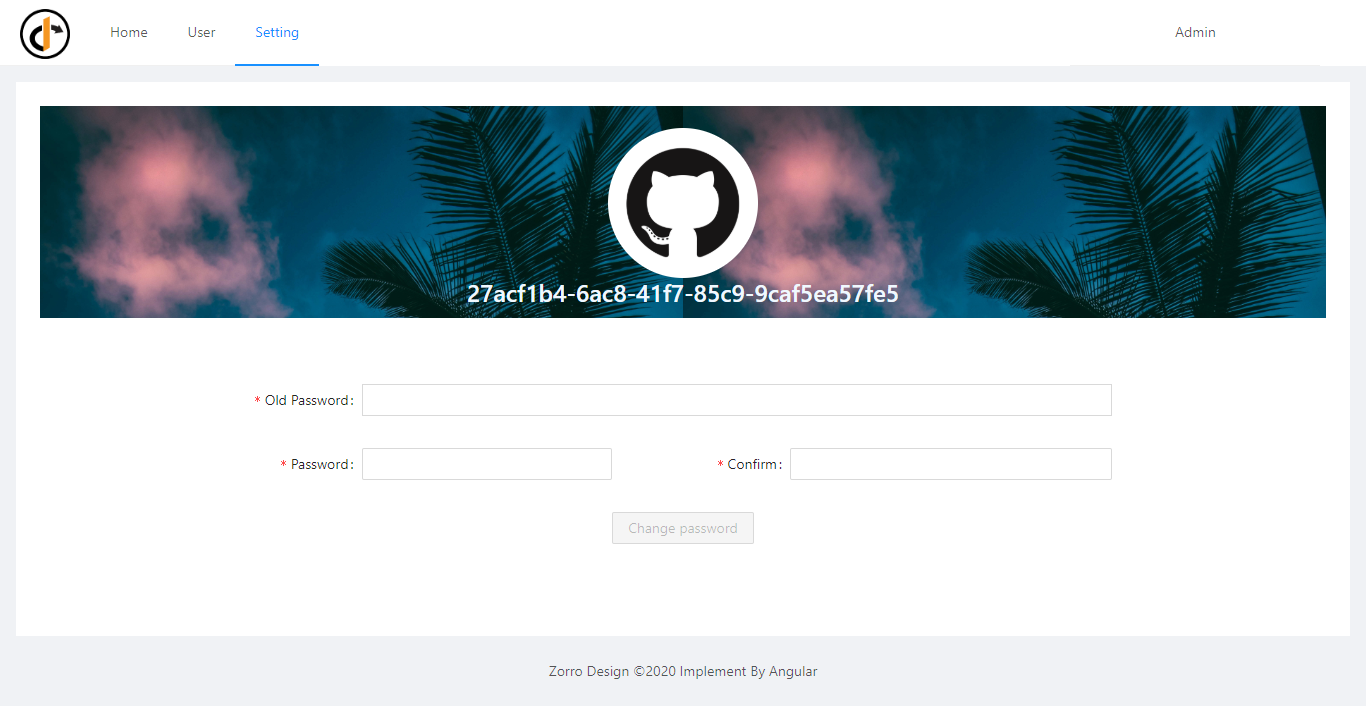 Home User Setting Admin
27acf1b4-6ac8-41f7-85c9-9caf5ea57fe5
* Old Password:
* Password: * Confirm:
Change password
Zorro Design ©2020 Implement By Angular